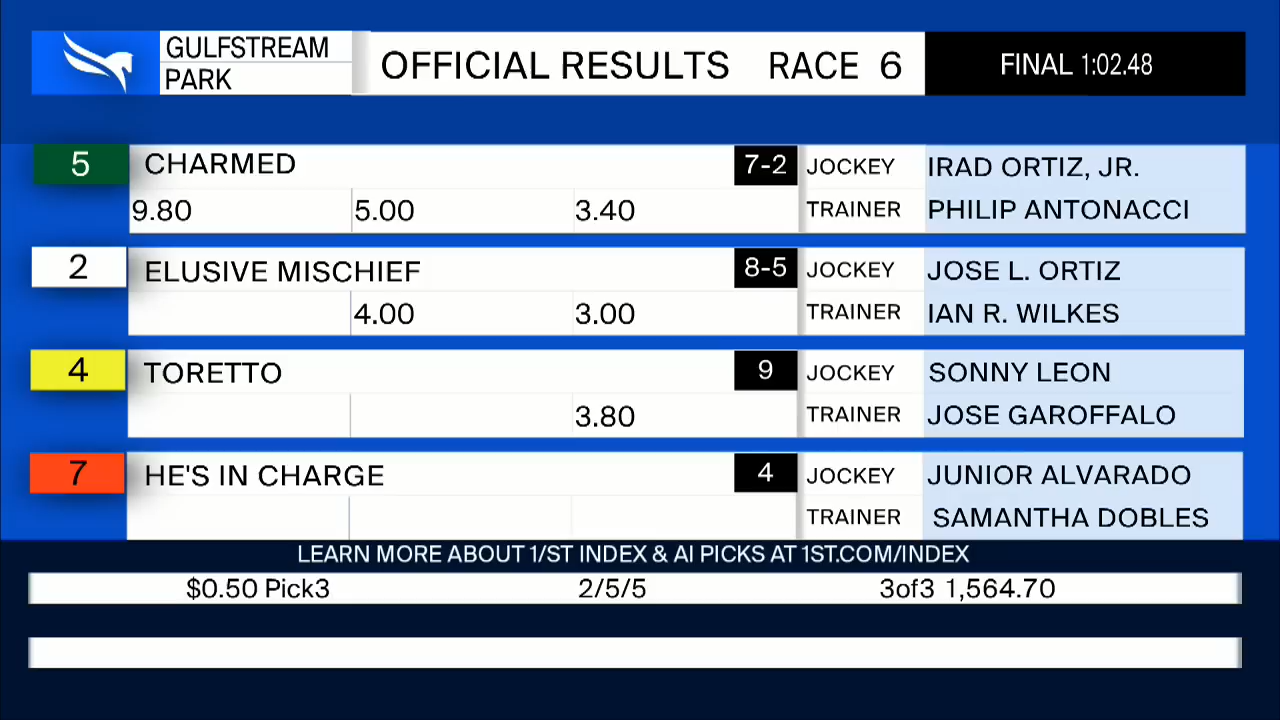 GULFSTREAM
PARK
OFFICIAL RESULTS RACE 6
FINAL 1:02.48
5 CHARMED 7-2 JOCKEY IRAD ORTIZ, JR.
9.80 5.00 3.40 TRAINER PHILIP ANTONACCI
2 ELUSIVE MISCHIEF 8-5 JOCKEY JOSE L. ORTIZ
4.00 3.00 TRAINER IAN R. WILKES
4 TORETTO 9 JOCKEY SONNY LEON
3.80 TRAINER JOSE GAROFFALO
7 HE'S IN CHARGE 4 JOCKEY JUNIOR ALVARADO
TRAINER SAMANTHA DOBLES
LEARN MORE ABOUT 1/ST INDEX & AI PICKS AT 1ST.COM/INDEX
$0.50 Pick3 2/5/5 3of3 1,564.70